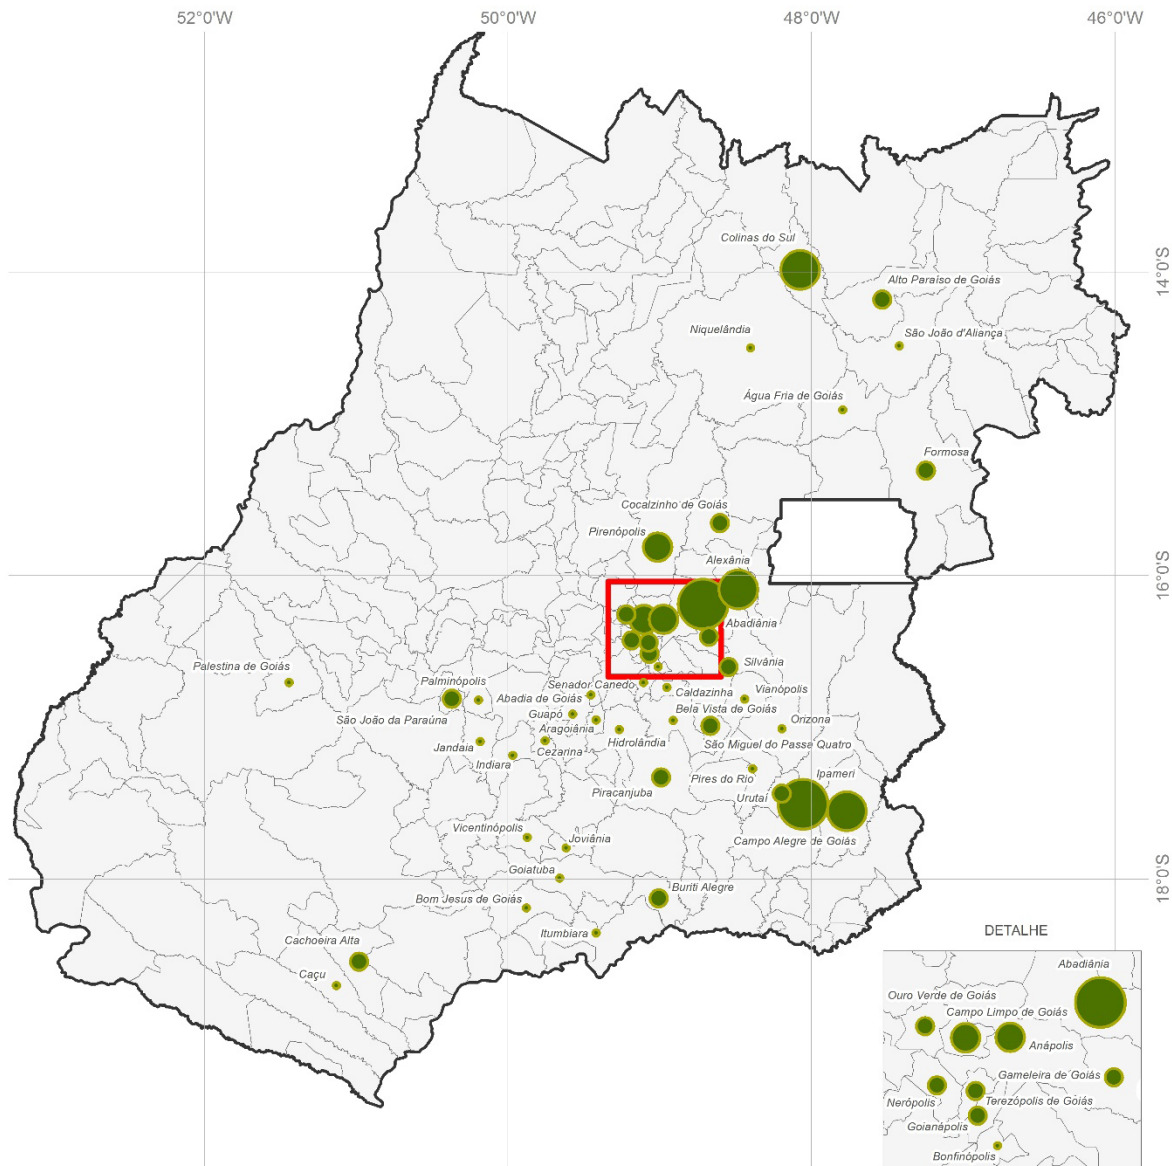 52°0'W 50°0'W 48°0'W 46°0'W
Colinas do Sul
14°0'S
Alto Paraíso de Goiás
Niquelândia
São João d'Aliança
Água Fria de Goiás
Formosa
Cocalzinho de Goiás
Pirenópolis
Alexânia
16°0'S
Abadiânia
Silvânia
Palestina de Goiás
Palminópolis
Senador Canedo
Caldazinha
Vianópolis
Abadia de Goiás
São João da Paraúna
Guapó
Bela Vista de Goiás
Aragoiânia
Orizona
Hidrolândia
Jandaia
Cezarina
São Miguel do Passa Quatro
Indiara
Pires do Rio
Ipameri
Piracanjuba
Urutaí
Vicentinópolis
Joviânia
Campo Alegre de Goiás
Goiatuba
18°0'S
Buriti Alegre
Bom Jesus de Goiás
Itumbiara
Cachoeira Alta
Caçu
DETALHE
Abadiânia
Ouro Verde de Goiás
Campo Limpo de Goiás
Anápolis
Gameleira de Goiás
Nerópolis
Terezópolis de Goiás
Goianápolis
Bonfinópolis